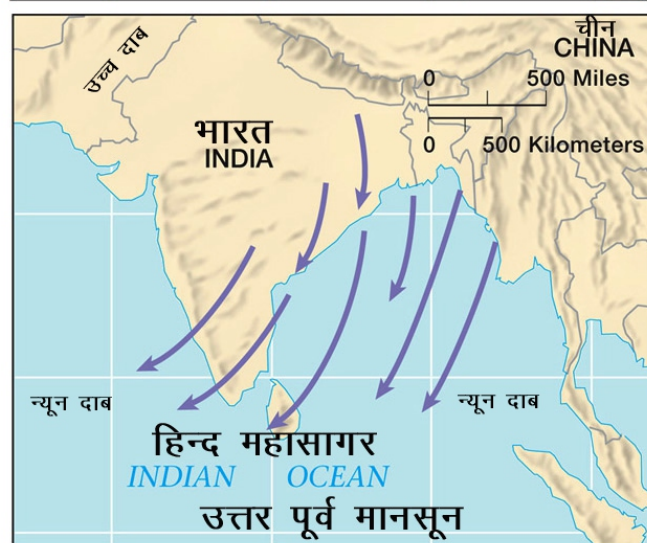 चीन
CHINA
उच्च दाब
0 500 Miles
0 500 Kilometers
भारत
INDIA
न्यून दाब
न्यून दाब
हिन्द महासागर
INDIAN OCEAN
उत्तर पूर्व मानसून